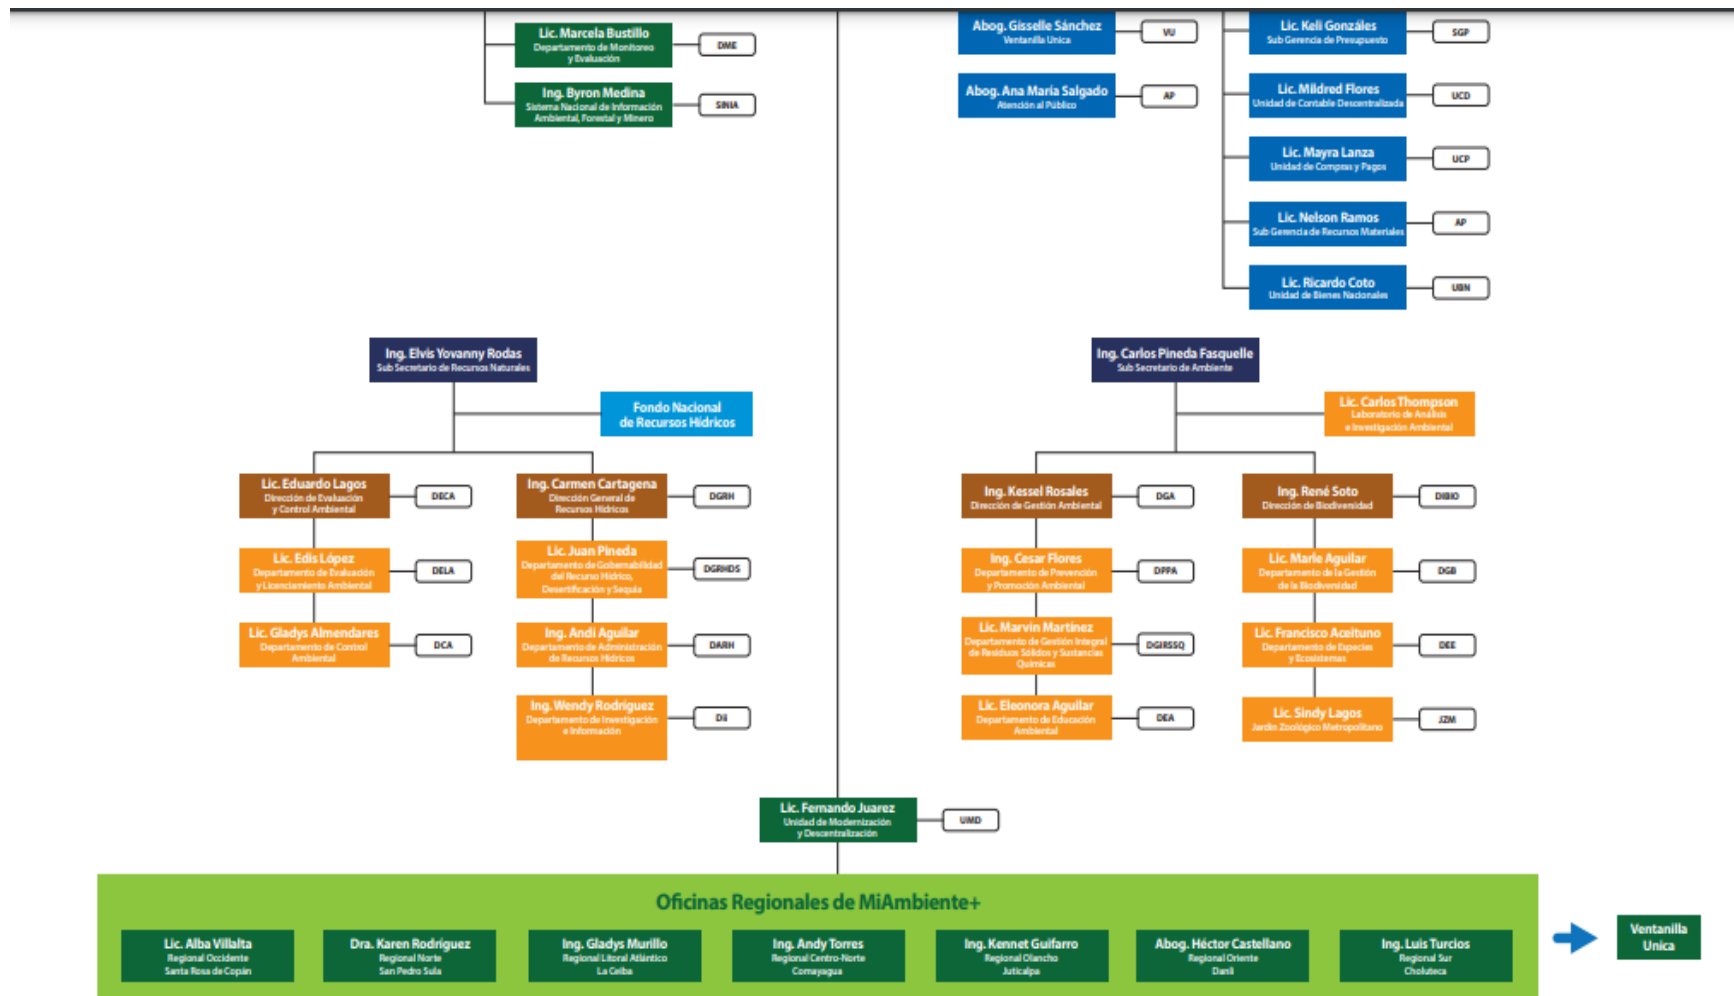 Lic. Marcela Bustillo
Departamento de Monitoreo
y Evaluación
DME
Ing. Byron Medina
Sistema Nacional de Información
Ambiental, Forestal y Minero
SINIA
Abog. Gisselle Sánchez
Ventanilla Unica
VU
Abog. Ana María Salgado
Atención al Público
AP
Lic. Keli Gonzáles
Sub Gerencia de Presupuesto
SGP
Lic. Mildred Flores
Unidad de Contable Descentralizada
UCD
Lic. Mayra Lanza
Unidad de Compras y Pagos
UCP
Lic. Nelson Ramos
Sub Gerencia de Recursos Materiales
AP
Lic. Ricardo Coto
Unidad de Bienes Nacionales
UBN
Ing. Elvis Yovanny Rodas
Sub Secretario de Recursos Naturales
Fondo Nacional
de Recursos Hídricos
Lic. Eduardo Lagos
Dirección de Evaluación
y Control Ambiental
DECA
Lic. Edis López
Departamento de Evaluación
y Licenciamiento Ambiental
DELA
Lic. Gladys Almendares
Departamento de Control
Ambiental
DCA
Ing. Carmen Cartagena
Dirección General de
Recursos Hídricos
DGRH
Lic. Juan Pineda
Departamento de Gobernabilidad
del Recurso Hídrico,
Desertificación y Sequia
DGRHDS
Ing. Andi Aguilar
Departamento de Administración
de Recursos Hídricos
DARH
Ing. Wendy Rodríguez
Departamento de Investigación
e Información
DII
Ing. Carlos Pineda Fasquelle
Sub Secretario de Ambiente
Lic. Carlos Thompson
Laboratorio de Análisis
e Investigación Ambiental
Ing. Kessel Rosales
Dirección de Gestión Ambiental
DGA
Ing. Cesar Flores
Departamento de Prevención
y Promoción Ambiental
DPPA
Lic. Marvin Martínez
Departamento de Gestión Integral
de Residuos Sólidos y Sustancias
Químicas
DGIRSSQ
Lic. Eleonora Aguilar
Departamento de Educación
Ambiental
DEA
Ing. René Soto
Dirección de Biodiversidad
DIBIO
Lic. Marle Aguilar
Departamento de la Gestión
de la Biodiversidad
DGB
Lic. Francisco Aceituno
Departamento de Especies
y Ecosistemas
DEE
Lic. Sindy Lagos
Jardín Zoológico Metropolitano
JZM
Lic. Fernando Juarez
Unidad de Modernización
y Descentralización
UMD
Oficinas Regionales de MiAmbiente+
Lic. Alba Villalta
Regional Occidente
Santa Rosa de Copán
Dra. Karen Rodríguez
Regional Norte
San Pedro Sula
Ing. Gladys Murillo
Regional Litoral Atlántico
La Ceiba
Ing. Andy Torres
Regional Centro-Norte
Comayagua
Ing. Kennet Guifarro
Regional Olancho
Juticalpa
Abog. Héctor Castellano
Regional Oriente
Danlí
Ing. Luis Turcios
Regional Sur
Choluteca
Ventanilla
Unica